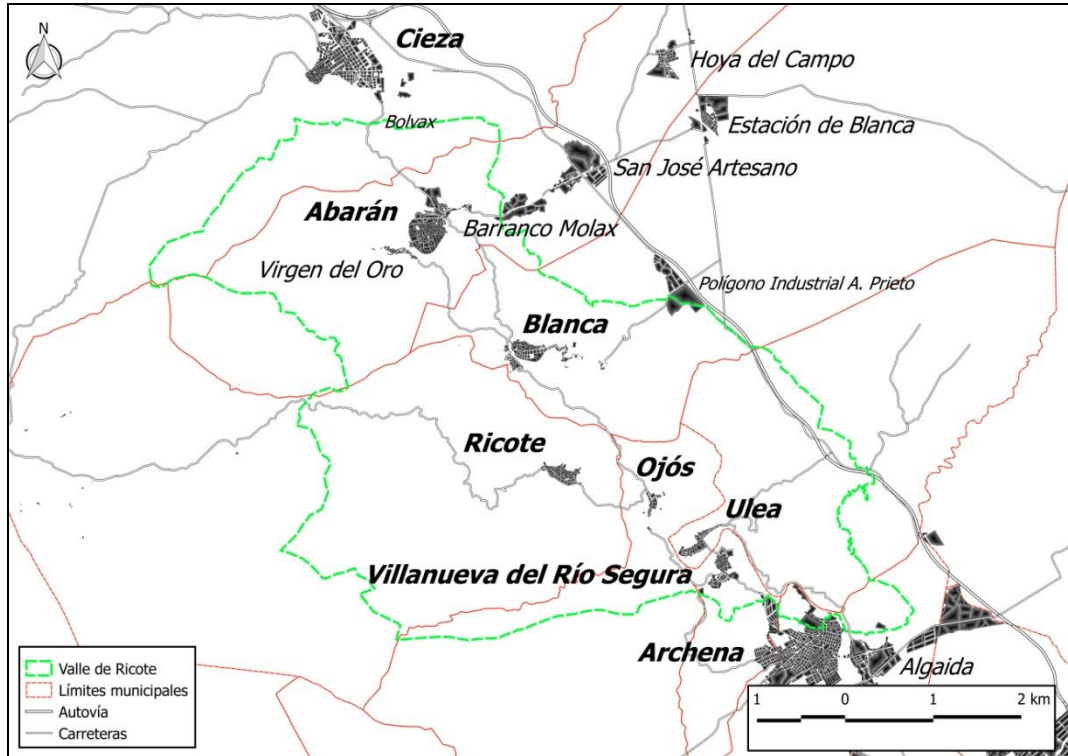 N
Cieza
Hoya del Campo
Bolvax
Estación de Blanca
San José Artesano
Abarán
Barranco Molax
Virgen del Oro
Polígono Industrial A. Prieto
Blanca
Ricote
Ojós
Ulea
Villanueva del Río Segura
Archena
Algaida
Valle de Ricote
Límites municipales
Autovía
Carreteras
1 0 1 2 km